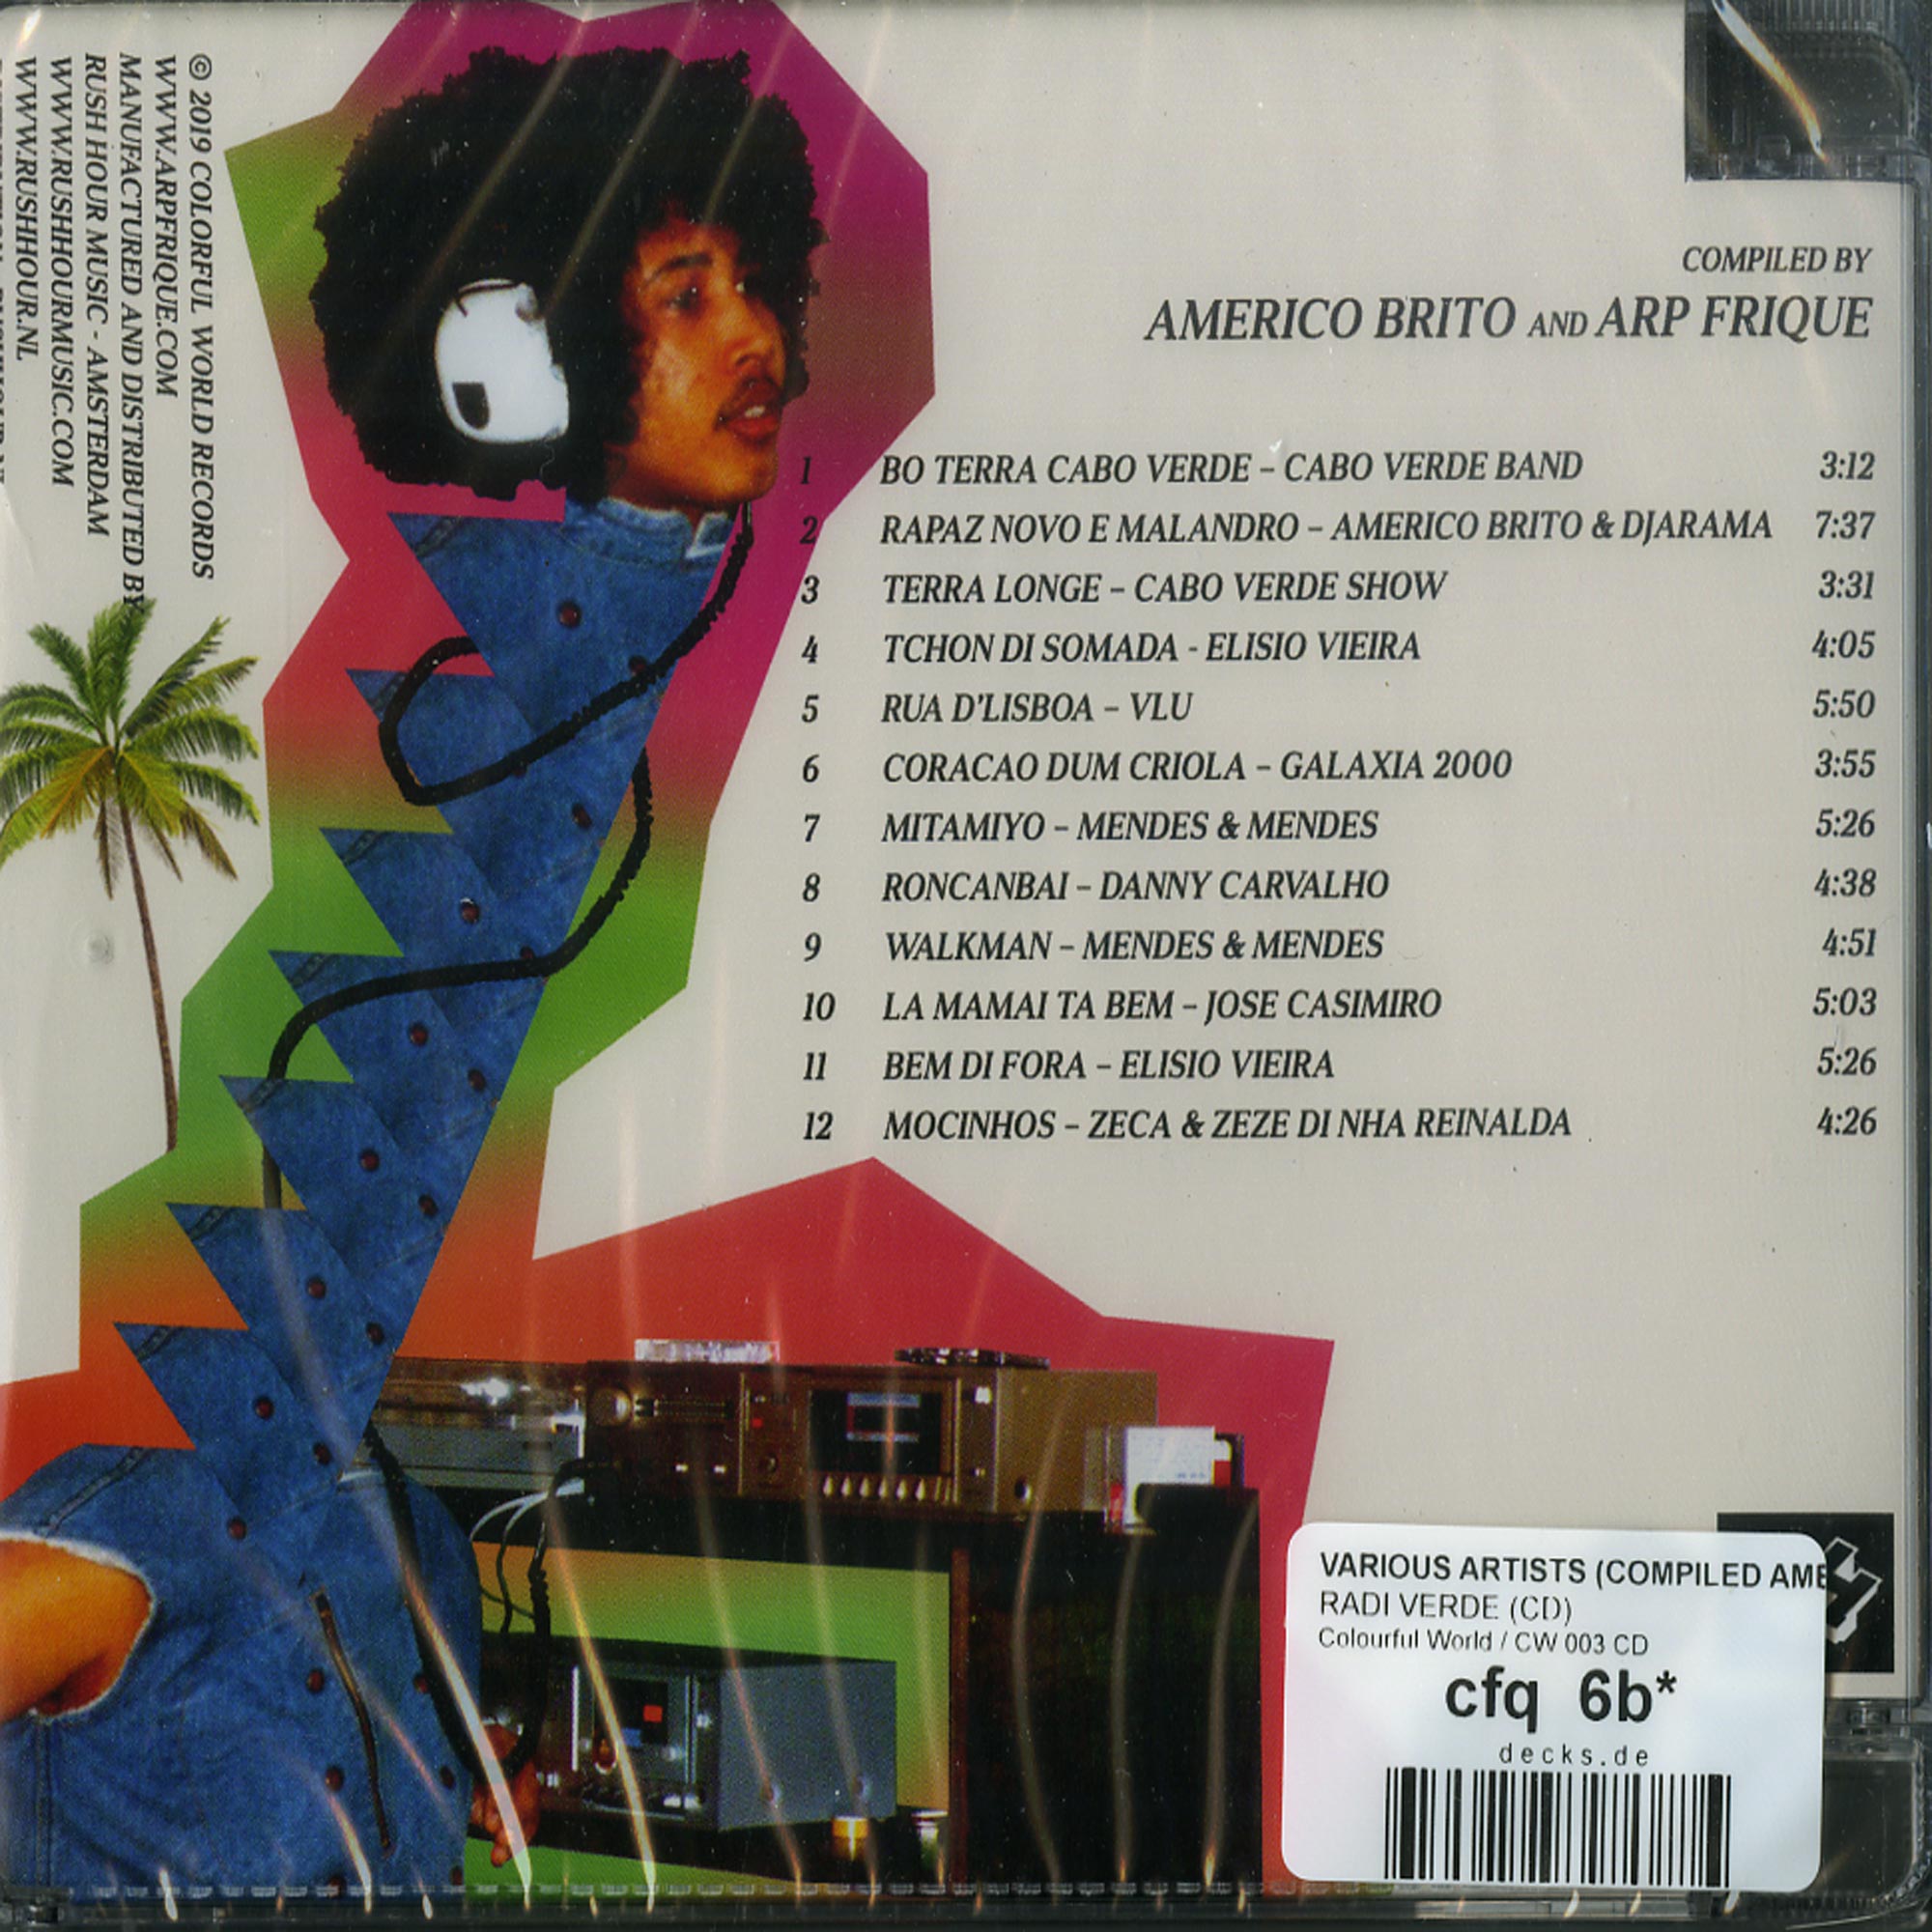 © 2019 COLORFUL WORLD RECORDS
WWW.ARPFRIQUE.COM
MANUFACTURED AND DISTRIBUTED BY
RUSH HOUR MUSIC - AMSTERDAM
WWW.RUSHHOURMUSIC.COM
WWW.RUSHHOUR.NL
COMPILED BY
AMERICO BRITO AND ARP FRIQUE
1 BO TERRA CABO VERDE – CABO VERDE BAND 3:12
2 RAPAZ NOVO E MALANDRO – AMERICO BRITO & DJARAMA 7:37
3 TERRA LONGE – CABO VERDE SHOW 3:31
4 TCHON DI SOMADA - ELISIO VIEIRA 4:05
5 RUA D'LISBOA – VLU 5:50
6 CORACAO DUM CRIOLA – GALAXIA 2000 3:55
7 MITAMIYO – MENDES & MENDES 5:26
8 RONCANBAI – DANNY CARVALHO 4:38
9 WALKMAN – MENDES & MENDES 4:51
10 LA MAMAI TA BEM – JOSE CASIMIRO 5:03
11 BEM DI FORA – ELISIO VIEIRA 5:26
12 MOCINHOS – ZECA & ZEZE DI NHA REINALDA 4:26
VARIOUS ARTISTS (COMPILED AME
RADI VERDE (CD)
Colourful World / CW 003 CD
cfq 6b*
decks.de